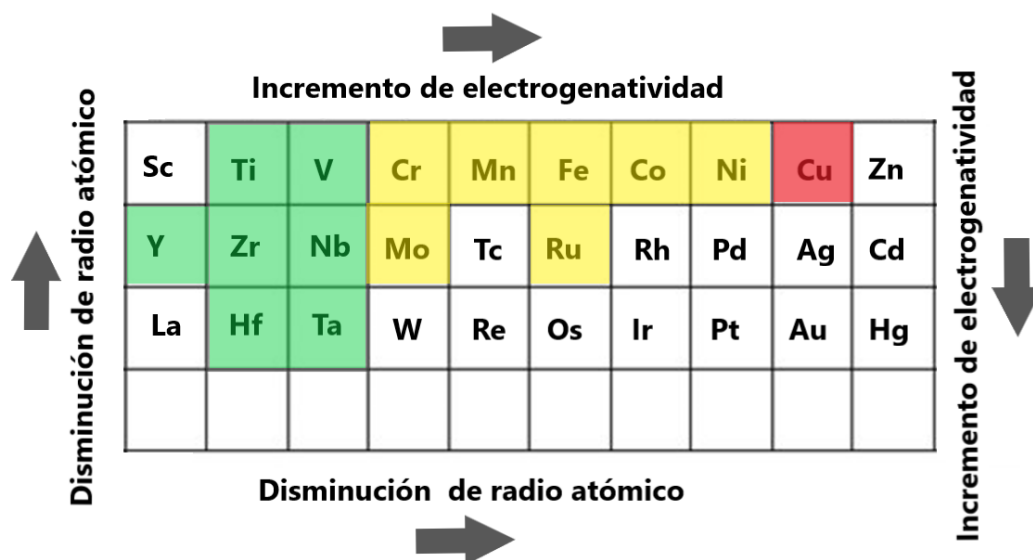 Incremento de electrogenatividad
Disminución de radio atómico
Sc Ti V Cr Mn Fe Co Ni Cu Zn
Y Zr Nb Mo Tc Ru Rh Pd Ag Cd
La Hf Ta W Re Os Ir Pt Au Hg
Incremento de electrogenatividad
Disminución de radio atómico